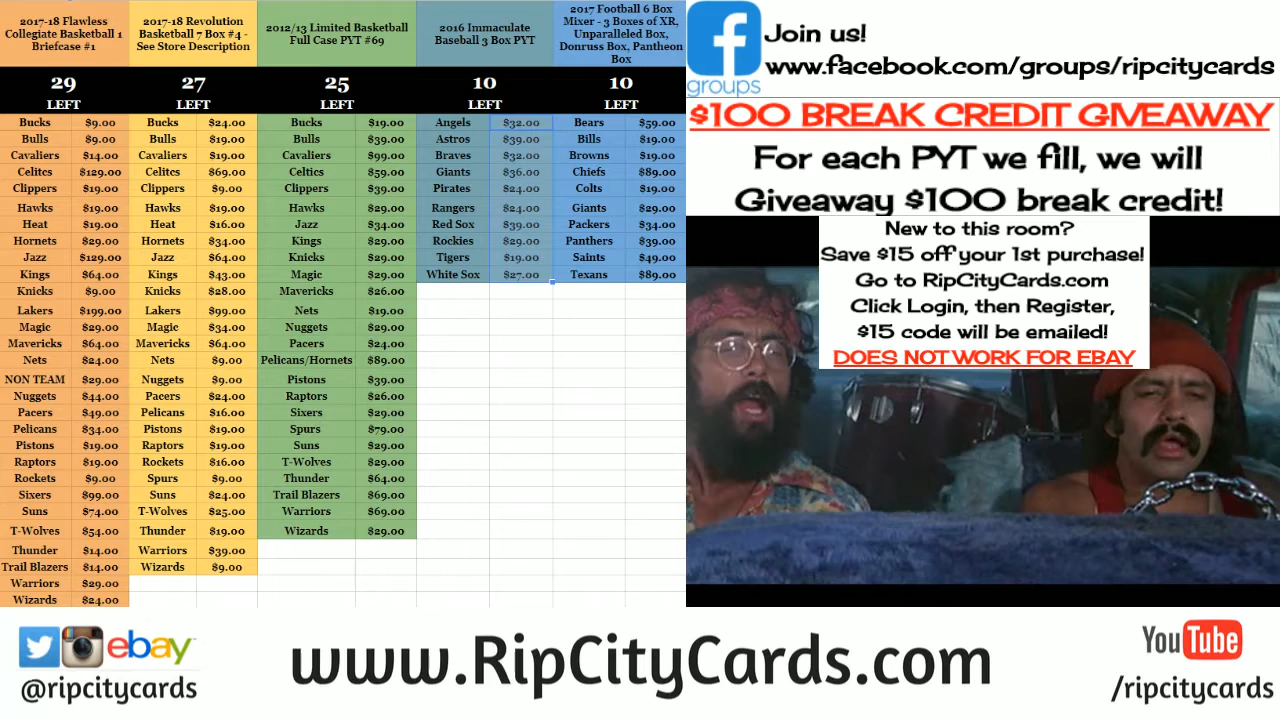 2017-18 Flawless
Collegiate Basketball 1
Briefcase #1
29
LEFT
Bucks $9.00
Bulls $9.00
Cavaliers $14.00
Celitcs $129.00
Clippers $19.00
Hawks $19.00
Heat $19.00
Hornets $29.00
Jazz $129.00
Kings $64.00
Knicks $9.00
Lakers $199.00
Magic $29.00
Mavericks $64.00
Nets $24.00
NON TEAM $29.00
Nuggets $44.00
Pacers $49.00
Pelicans $34.00
Pistons $19.00
Raptors $19.00
Rockets $9.00
Sixers $99.00
Suns $74.00
T-Wolves $54.00
Thunder $14.00
Trail Blazers $14.00
Warriors $29.00
Wizards $24.00
2017-18 Revolution
Basketball 7 Box #4 -
See Store Description
27
LEFT
Bucks $24.00
Bulls $19.00
Cavaliers $19.00
Celitcs $69.00
Clippers $9.00
Hawks $19.00
Heat $16.00
Hornets $34.00
Jazz $64.00
Kings $43.00
Knicks $28.00
Lakers $99.00
Magic $34.00
Mavericks $64.00
Nets $9.00
Nuggets $9.00
Pacers $24.00
Pelicans $16.00
Pistons $19.00
Raptors $19.00
Rockets $16.00
Spurs $9.00
Suns $24.00
T-Wolves $25.00
Thunder $19.00
Warriors $39.00
Wizards $9.00
2012/13 Limited Basketball
Full Case PYT #69
25
LEFT
Bucks $19.00
Bulls $39.00
Cavaliers $99.00
Celtics $59.00
Clippers $39.00
Hawks $29.00
Jazz $34.00
Kings $29.00
Knicks $29.00
Magic $29.00
Mavericks $26.00
Nets $19.00
Nuggets $29.00
Pacers $24.00
Pelicans/Hornets $89.00
Pistons $39.00
Raptors $26.00
Sixers $29.00
Spurs $79.00
Suns $29.00
T-Wolves $29.00
Thunder $64.00
Trail Blazers $69.00
Warriors $69.00
Wizards $29.00
2016 Immaculate
Baseball 3 Box PYT
10
LEFT
Angels $32.00
Astros $39.00
Braves $32.00
Giants $36.00
Pirates $24.00
Rangers $24.00
Red Sox $39.00
Rockies $29.00
Tigers $19.00
White Sox $27.00
2017 Football 6 Box
Mixer - 3 Boxes of XR,
Unparalleled Box,
Donruss Box, Pantheon
Box
10
LEFT
Bears $59.00
Bills $19.00
Browns $19.00
Chiefs $89.00
Colts $19.00
Giants $29.00
Packers $34.00
Panthers $39.00
Saints $49.00
Texans $89.00
f
groups
Join us!
www.facebook.com/groups/ripcitycards
$100 BREAK CREDIT GIVEAWAY
For each PYT we fill, we will
Giveaway $100 break credit!
New to this room?
Save $15 off your 1st purchase!
Go to RipCityCards.com
Click Login, then Register,
$15 code will be emailed!
DOES NOT WORK FOR EBAY
ebay
@ripcitycards
www.RipCityCards.com
YouTube
/ripcitycards